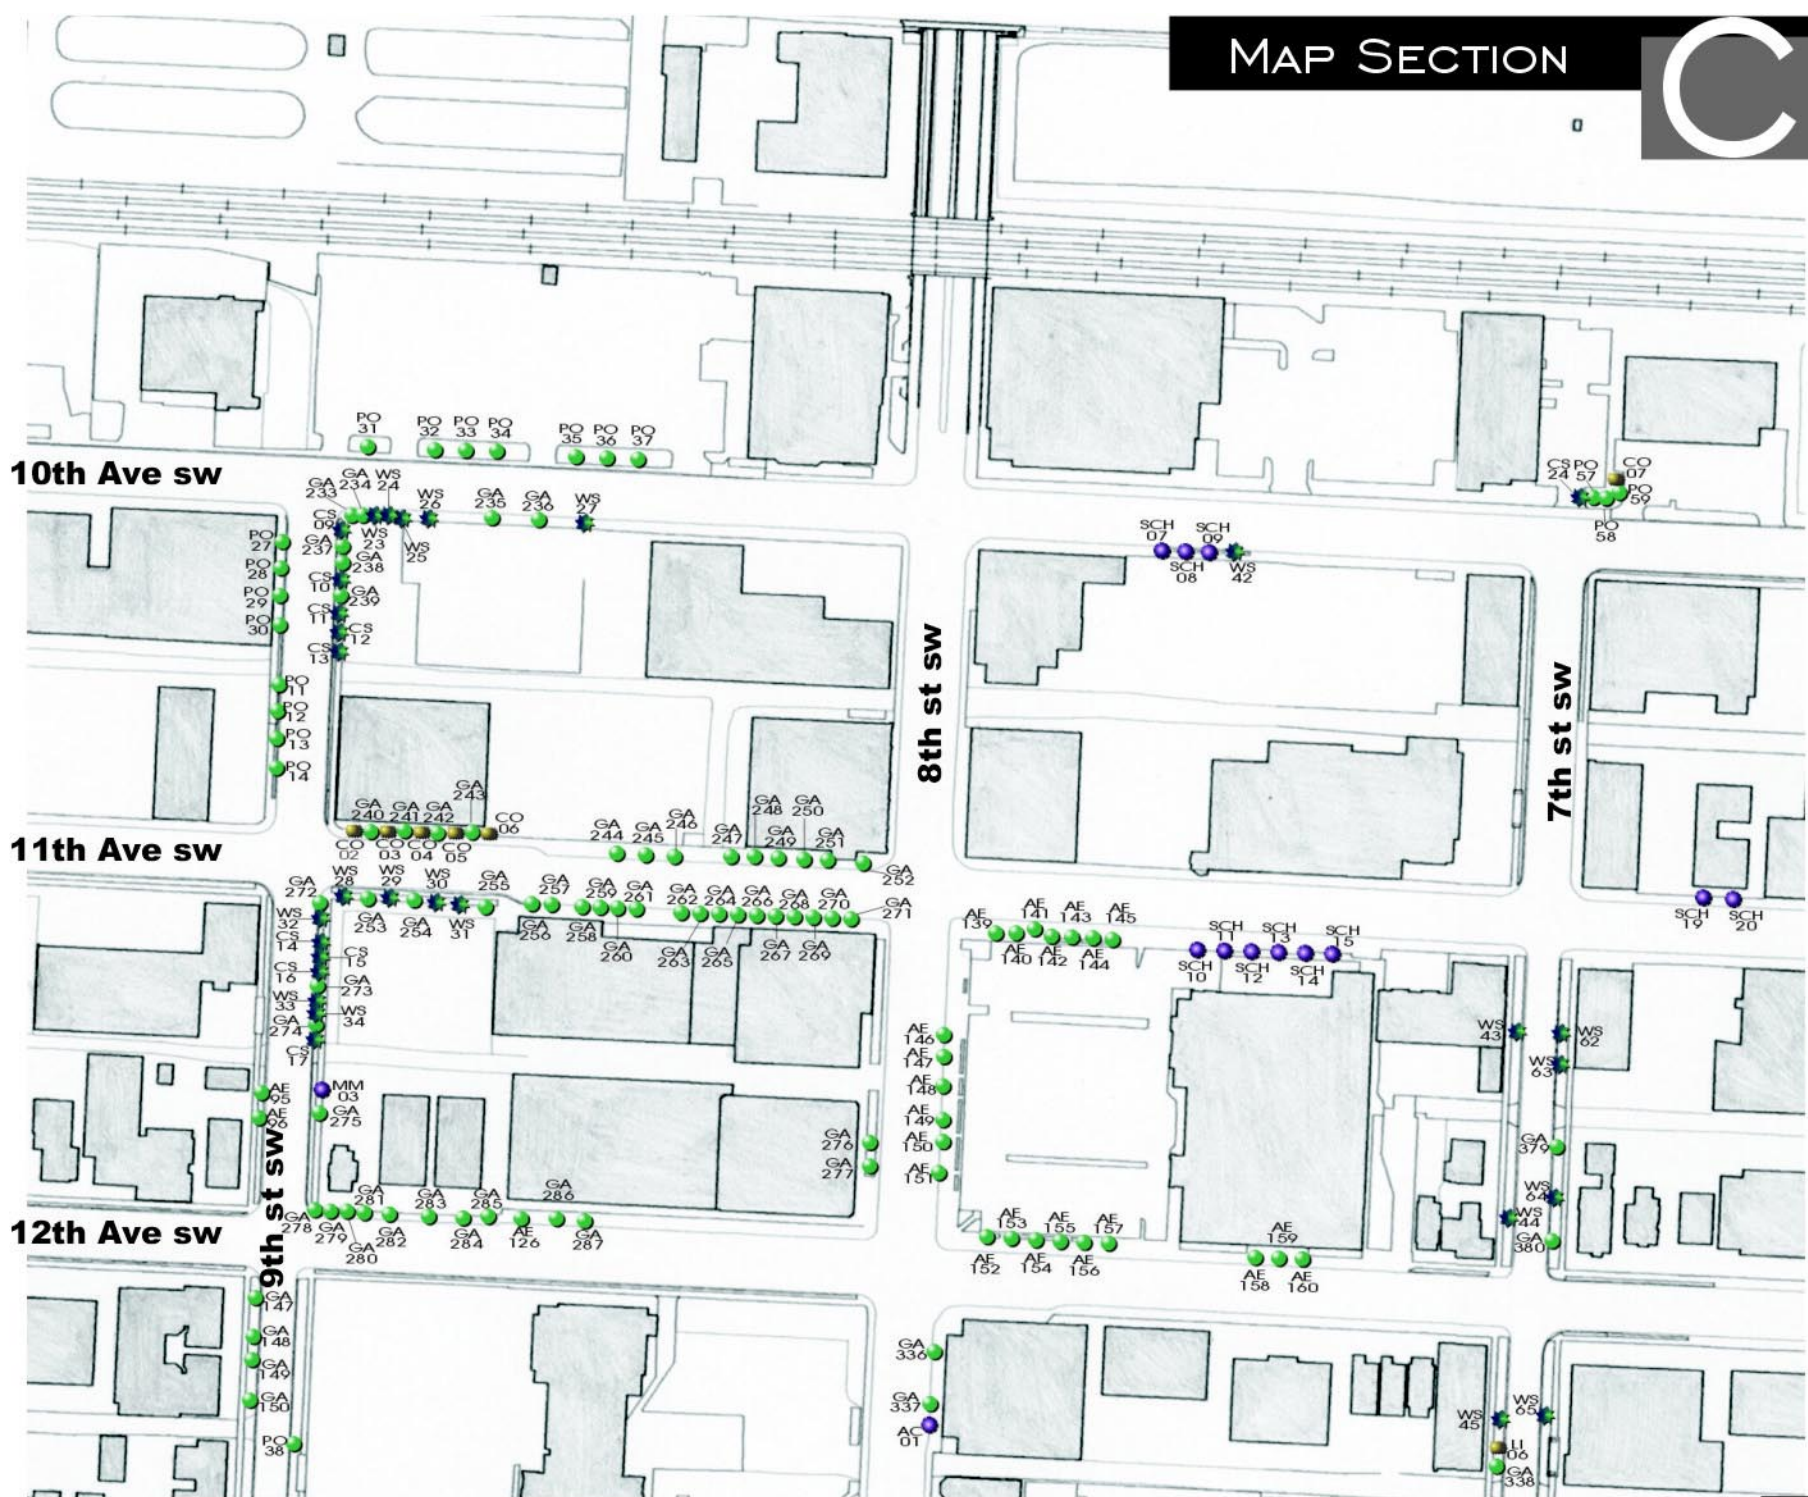 MAP SECTION
C
PO
31
PO
32
PO
33
PO
34
PO
35
PO
36
PO
37
10th Ave sw
GA
233
GA
234
WS
24
WS
26
GA
235
GA
236
WS
27
CS
24
PO
57
CO
07
PO
59
PO
58
CS
09
WS
23
WS
25
SCH
07
SCH
09
SCH
08
WS
42
PO
27
GA
237
GA
238
PO
28
CS
10
PO
29
GA
239
CS
11
PO
30
CS
12
CS
13
8th st sw
7th st sw
PO
11
PO
12
PO
13
PO
14
GA
240
GA
241
GA
242
GA
243
CO
06
CO
02
CO
03
CO
04
CO
05
GA
244
GA
245
GA
246
GA
247
GA
248
GA
249
GA
250
GA
251
GA
252
11th Ave sw
GA
272
WS
28
WS
29
WS
30
GA
255
GA
257
GA
259
GA
261
GA
262
GA
264
GA
266
GA
268
GA
270
GA
271
GA
253
GA
254
WS
31
GA
256
GA
258
GA
260
GA
263
GA
265
GA
267
GA
269
SCH
19
SCH
20
WS
32
CS
14
CS
15
CS
16
GA
273
WS
33
WS
34
GA
274
CS
17
AE
139
AE
141
AE
143
AE
145
AE
140
AE
142
AE
144
SCH
11
SCH
13
SCH
15
SCH
10
SCH
12
SCH
14
AE
146
AE
147
AE
148
AE
149
AE
150
AE
151
WS
43
WS
62
WS
63
AE
95
AE
96
MM
03
GA
275
GA
276
GA
277
GA
379
WS
64
WS
44
GA
380
9th st sw
12th Ave sw
GA
278
GA
279
GA
280
GA
281
GA
282
GA
283
GA
284
GA
285
AE
126
GA
286
GA
287
AE
152
AE
153
AE
154
AE
155
AE
156
AE
157
AE
158
AE
159
AE
160
GA
147
GA
148
GA
149
GA
150
PO
38
GA
336
GA
337
AC
01
WS
45
WS
65
LI
06
GA
338